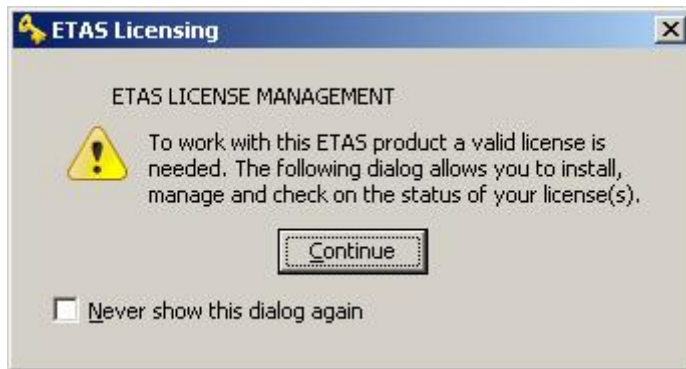 ETAS Licensing
ETAS LICENSE MANAGEMENT
To work with this ETAS product a valid license is
needed. The following dialog allows you to install,
manage and check on the status of your license(s).
Continue
Never show this dialog again